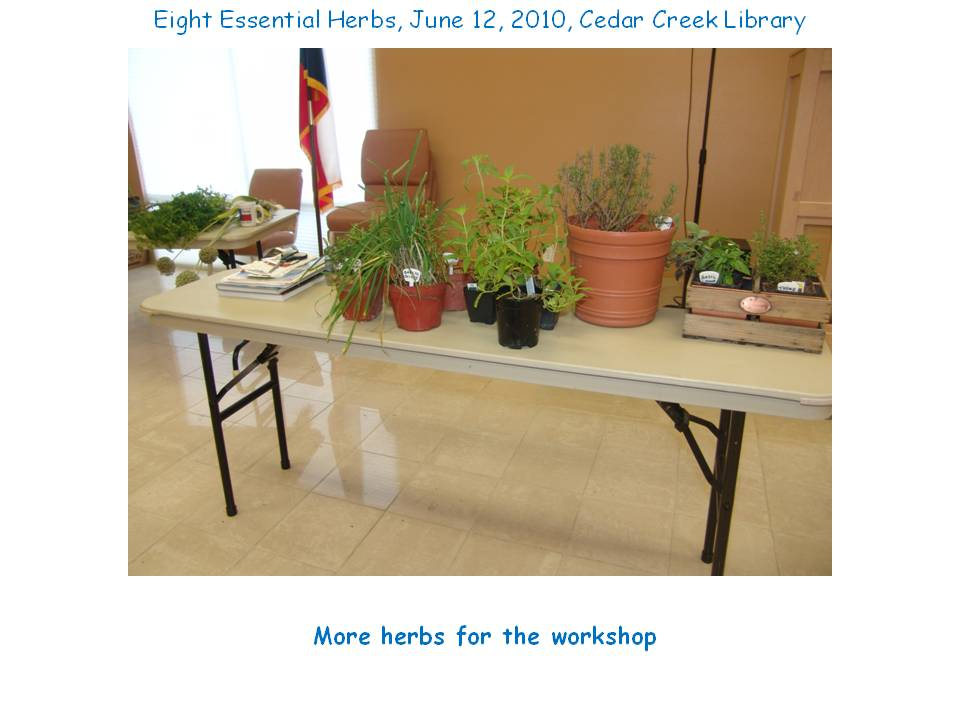 Eight Essential Herbs, June 12, 2010, Cedar Creek Library
More herbs for the workshop